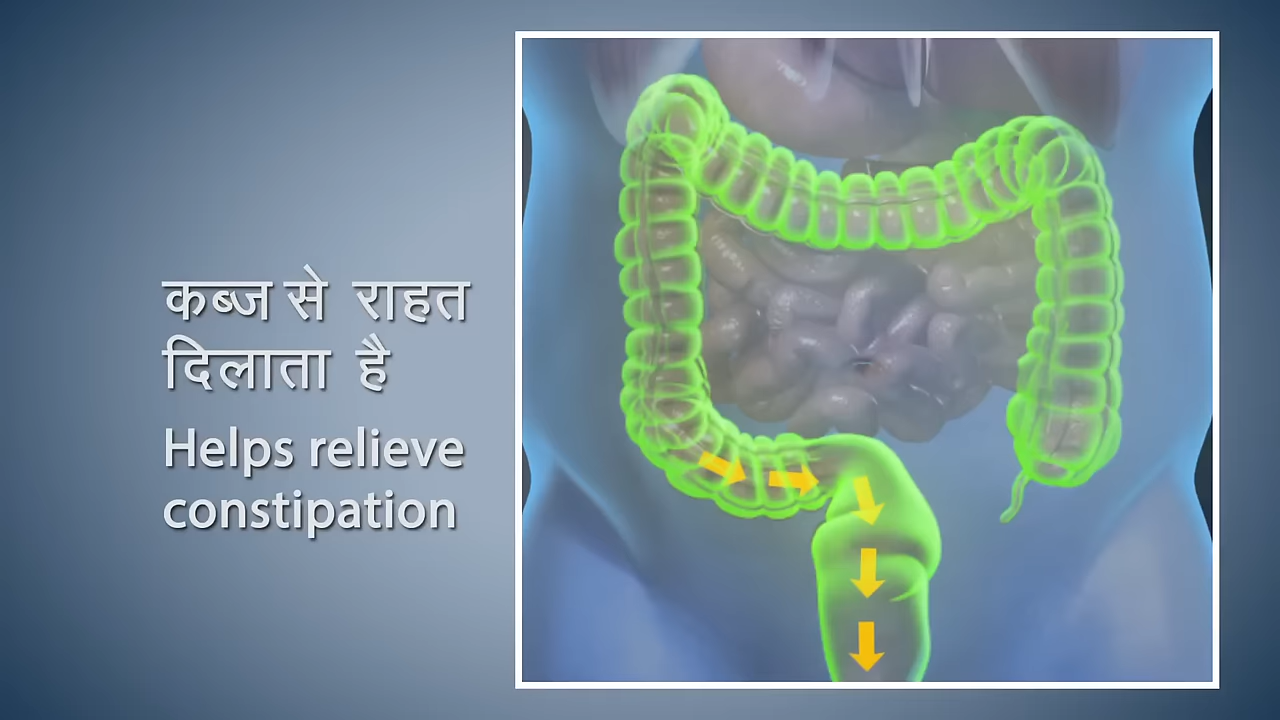 कब्ज से राहत
दिलाता है
Helps relieve
constipation